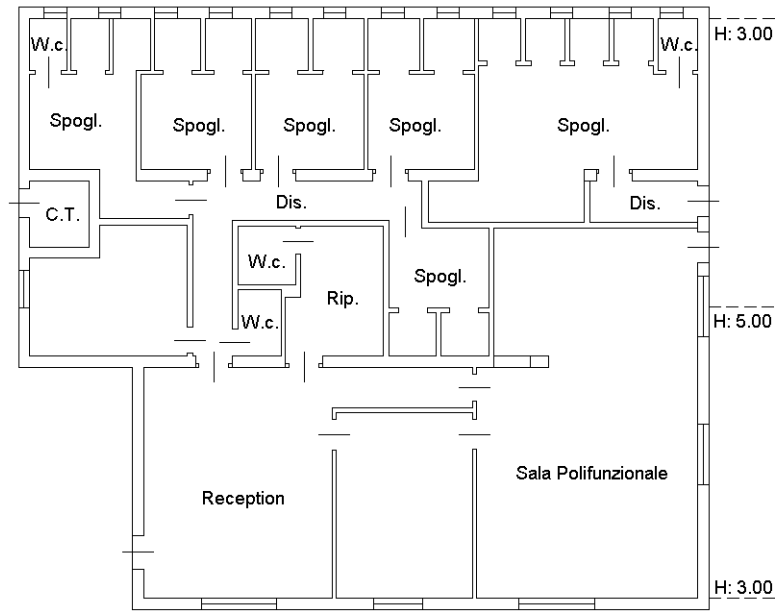 H: 3.00
W.c.
W.c.
Spogl.
Spogl.
Spogl.
Spogl.
Spogl.
C.T.
Dis.
Dis.
W.c.
Spogl.
Rip.
W.c.
H: 5.00
Sala Polifunzionale
Reception
H: 3.00